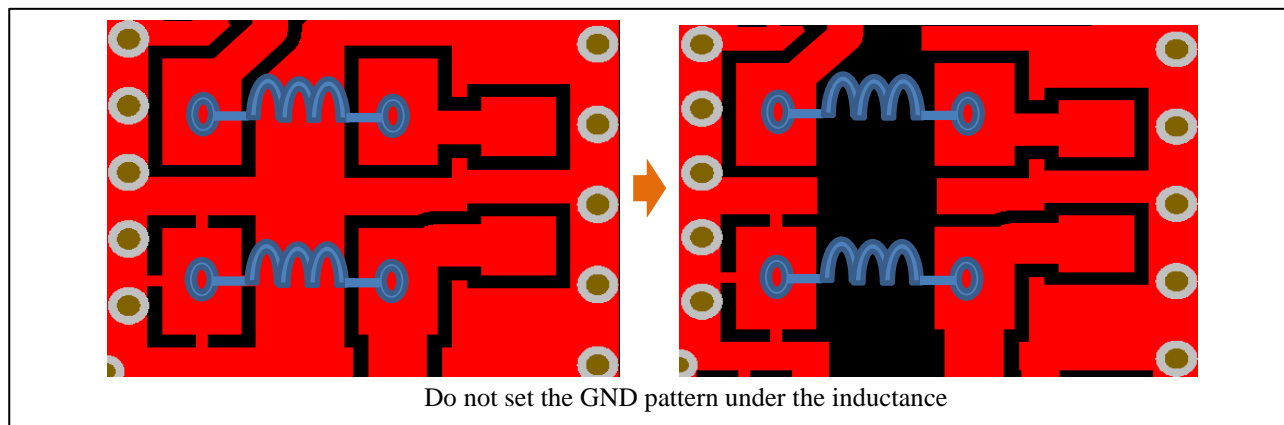 Do not set the GND pattern under the inductance